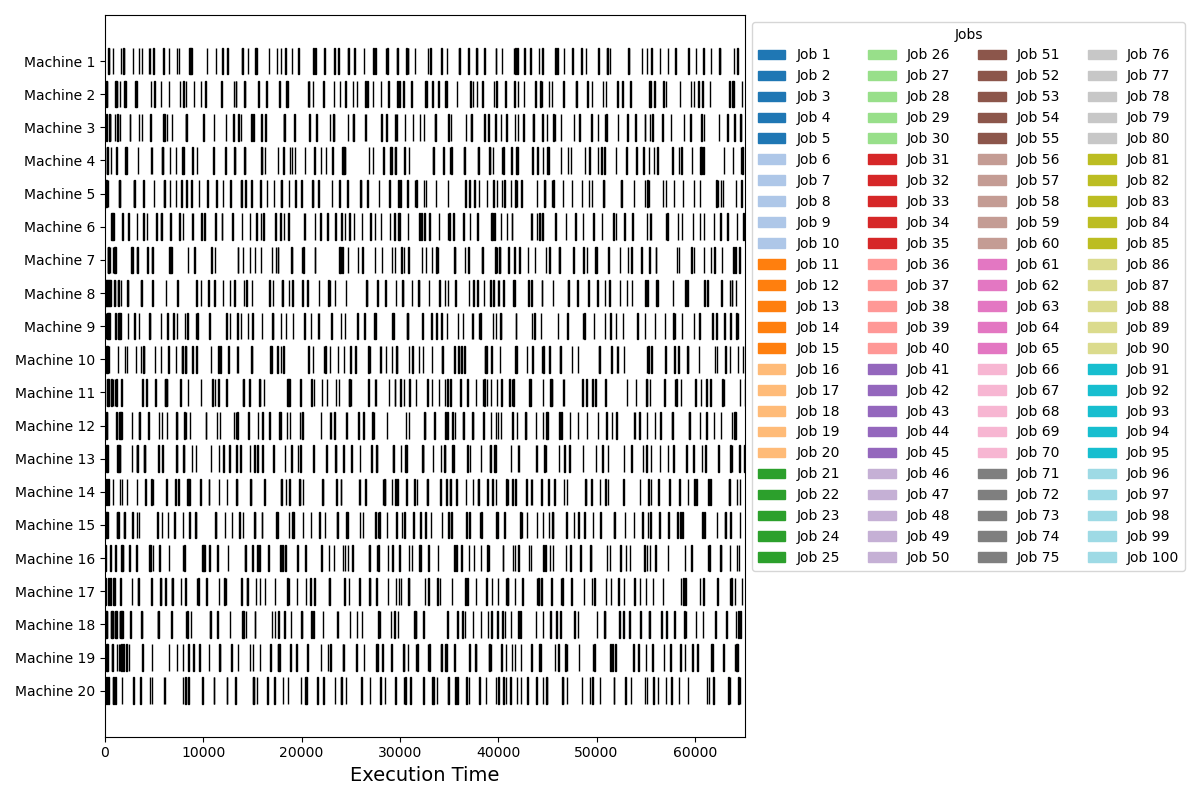 Machine 1
Machine 2
Machine 3
Machine 4
Machine 5
Machine 6
Machine 7
Machine 8
Machine 9
Machine 10
Machine 11
Machine 12
Machine 13
Machine 14
Machine 15
Machine 16
Machine 17
Machine 18
Machine 19
Machine 20
0 10000 20000 30000 40000 50000 60000
Execution Time
Jobs
Job 1 Job 26 Job 51 Job 76
Job 2 Job 27 Job 52 Job 77
Job 3 Job 28 Job 53 Job 78
Job 4 Job 29 Job 54 Job 79
Job 5 Job 30 Job 55 Job 80
Job 6 Job 31 Job 56 Job 81
Job 7 Job 32 Job 57 Job 82
Job 8 Job 33 Job 58 Job 83
Job 9 Job 34 Job 59 Job 84
Job 10 Job 35 Job 60 Job 85
Job 11 Job 36 Job 61 Job 86
Job 12 Job 37 Job 62 Job 87
Job 13 Job 38 Job 63 Job 88
Job 14 Job 39 Job 64 Job 89
Job 15 Job 40 Job 65 Job 90
Job 16 Job 41 Job 66 Job 91
Job 17 Job 42 Job 67 Job 92
Job 18 Job 43 Job 68 Job 93
Job 19 Job 44 Job 69 Job 94
Job 20 Job 45 Job 70 Job 95
Job 21 Job 46 Job 71 Job 96
Job 22 Job 47 Job 72 Job 97
Job 23 Job 48 Job 73 Job 98
Job 24 Job 49 Job 74 Job 99
Job 25 Job 50 Job 75 Job 100